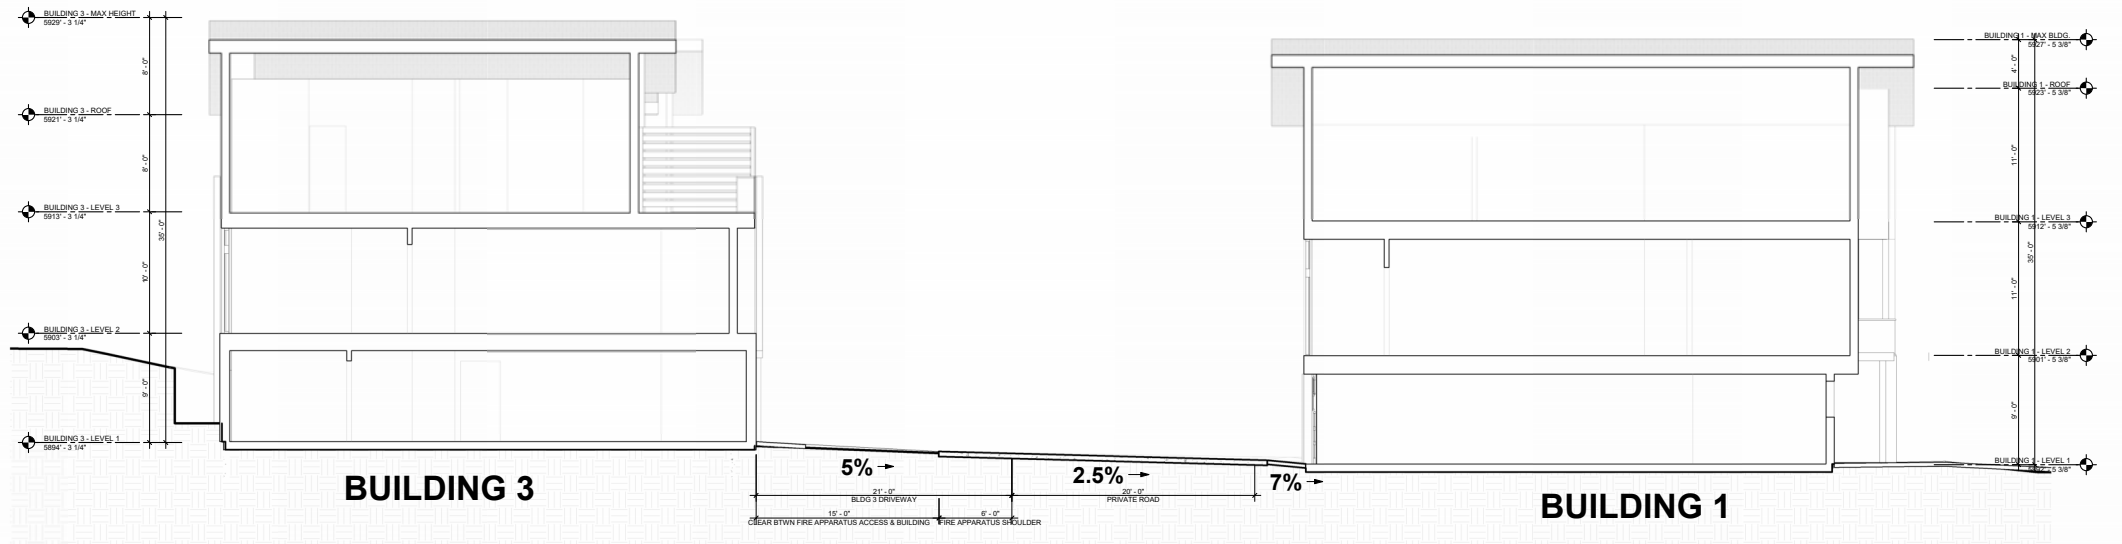 BUILDING 3 - MAX HEIGHT
5929' - 3 1/4"
8' - 0"
BUILDING 3 - ROOF
5921' - 3 1/4"
8' - 0"
BUILDING 3 - LEVEL 3
5913' - 3 1/4"
35' - 0"
10' - 0"
BUILDING 3 - LEVEL 2
5903' - 3 1/4"
9' - 0"
BUILDING 3 - LEVEL 1
5894' - 3 1/4"
BUILDING 3
5%
2.5%
7%
21' - 0"
BLDG 3 DRIVEWAY
20' - 0"
PRIVATE ROAD
15' - 0"
CLEAR BTWN FIRE APPARATUS ACCESS & BUILDING
6' - 0"
FIRE APPARATUS SHOULDER
BUILDING 1
BUILDING 1 - MAX BLDG.
5927' - 5 3/8"
4' - 0"
BUILDING 1 - ROOF
5923' - 5 3/8"
11' - 0"
BUILDING 1 - LEVEL 3
5912' - 5 3/8"
35' - 0"
11' - 0"
BUILDING 1 - LEVEL 2
5901' - 5 3/8"
9' - 0"
BUILDING 1 - LEVEL 1
5 3/8"